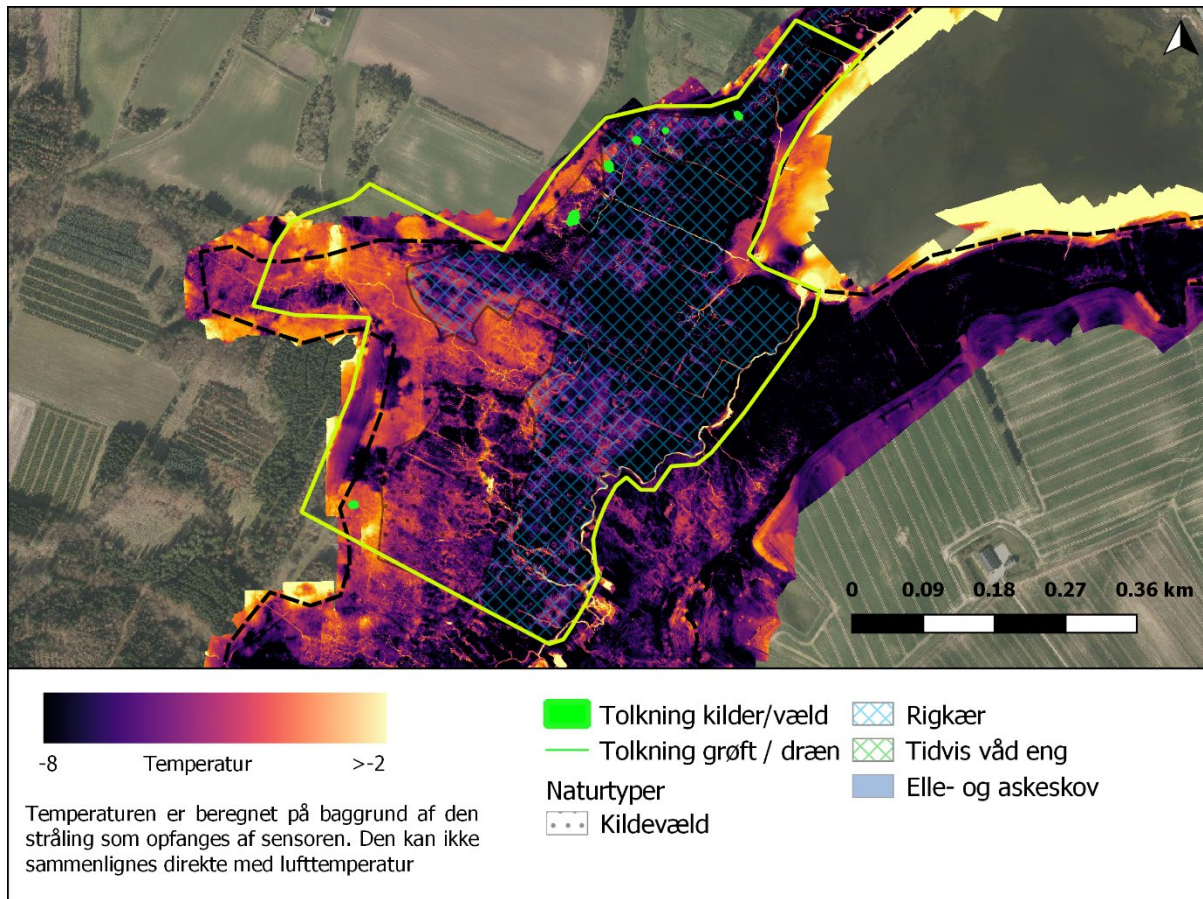 0 0.09 0.18 0.27 0.36 km
-8 Temperatur >-2
Temperaturen er beregnet på baggrund af den
stråling som opfanges af sensoren. Den kan ikke
sammenlignes direkte med lufttemperatur
Tolkning kilder/væld
Tolkning grøft / dræn
Naturtyper
Kildevæld
Rigkær
Tidvis våd eng
Elle- og askeskov